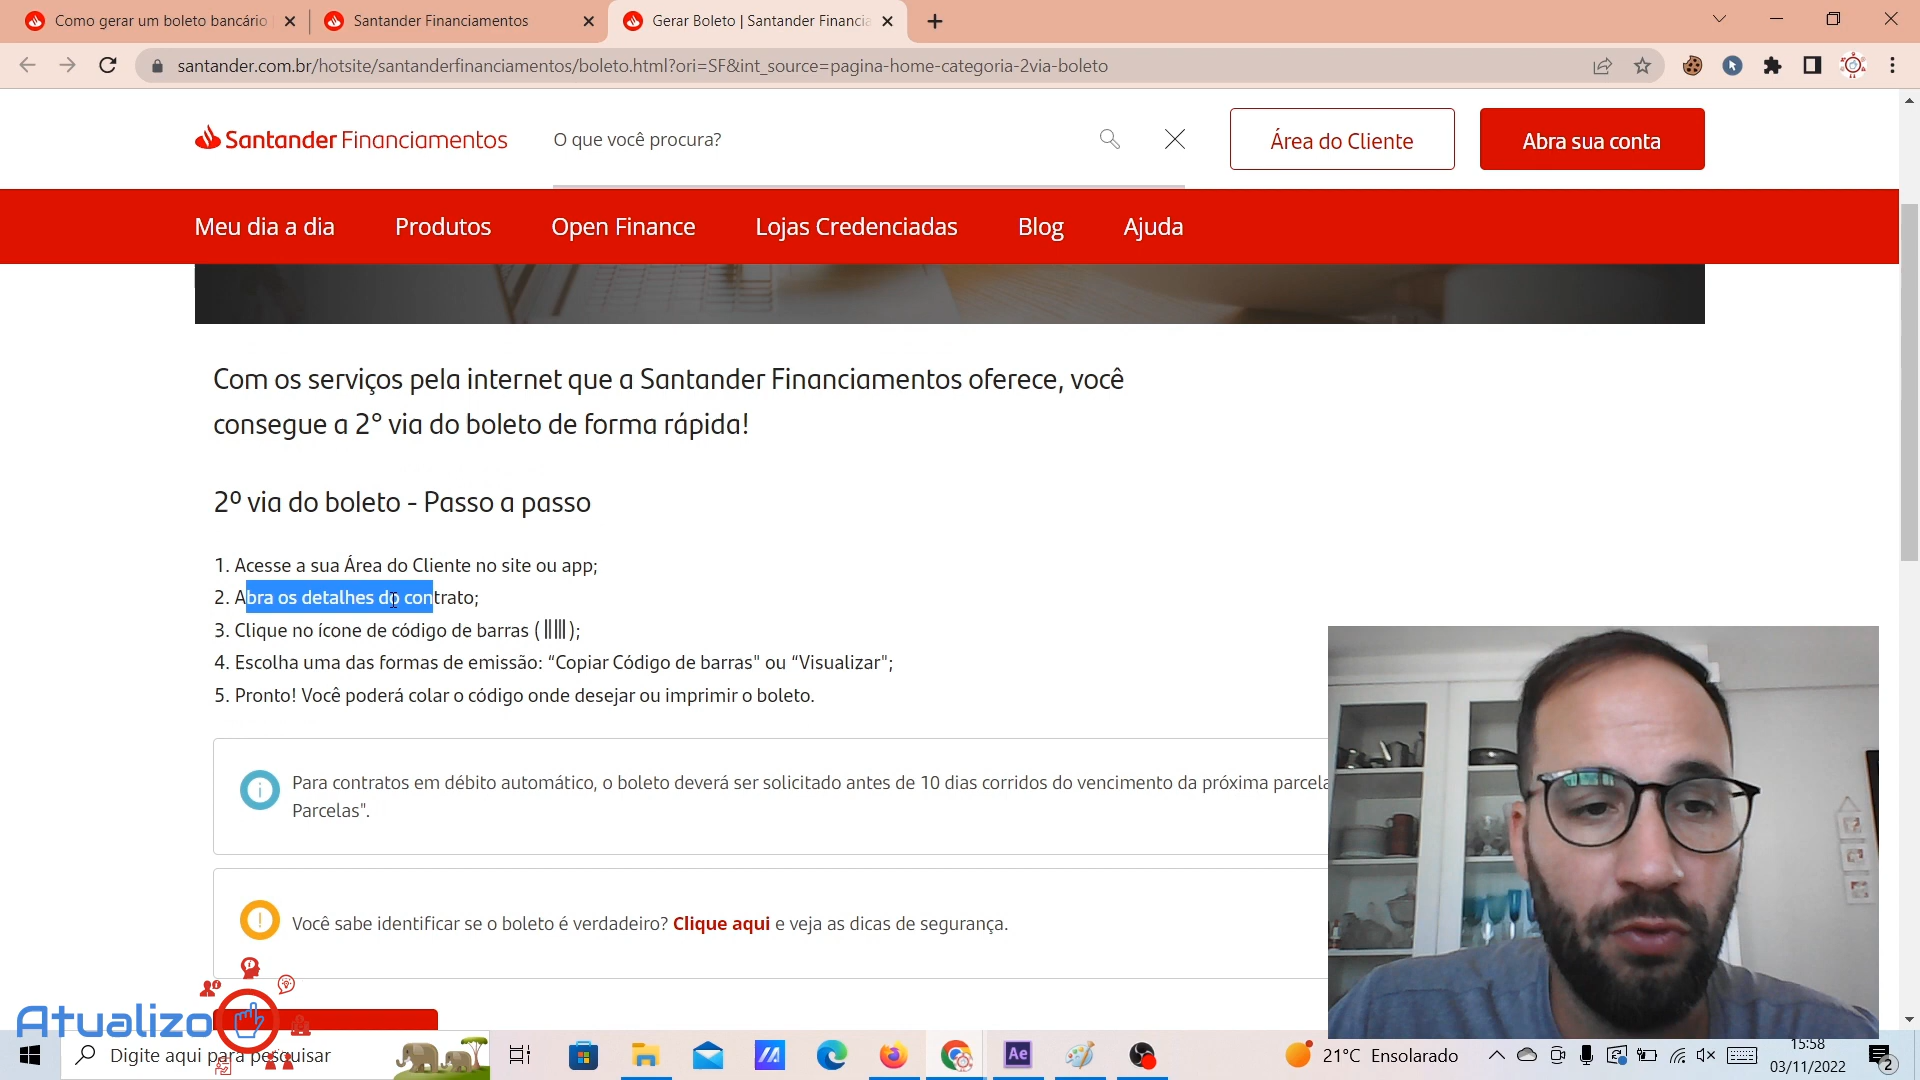 Como gerar um boleto bancário
Santander Financiamentos
Gerar Boleto | Santander Financia
santander.com.br/hotsite/santanderfinanciamentos/boleto.html?ori=SF&int_source=pagina-home-categoria-2via-boleto
Santander Financiamentos
O que você procura?
Área do Cliente
Abra sua conta
Meu dia a dia
Produtos
Open Finance
Lojas Credenciadas
Blog
Ajuda
Com os serviços pela internet que a Santander Financiamentos oferece, você
consegue a 2° via do boleto de forma rápida!
2º via do boleto - Passo a passo
1. Acesse a sua Área do Cliente no site ou app;
2. Abra os detalhes do contrato;
3. Clique no ícone de código de barras ( );
4. Escolha uma das formas de emissão: “Copiar Código de barras" ou “Visualizar";
5. Pronto! Você poderá colar o código onde desejar ou imprimir o boleto.
Para contratos em débito automático, o boleto deverá ser solicitado antes de 10 dias corridos do vencimento da próxima parcela
Parcelas".
Você sabe identificar se o boleto é verdadeiro? Clique aqui e veja as dicas de segurança.
Atualizo
Digite aqui para pesquisar
Ae
21°C Ensolarado
15:58
03/11/2022
2